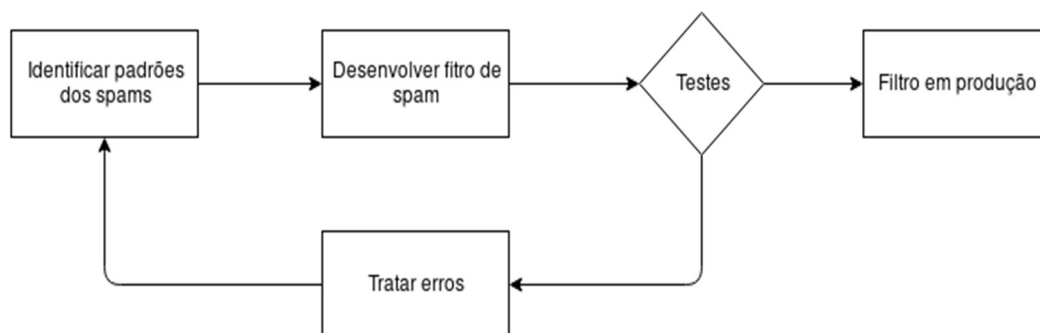 Identificar padrões
dos spams
Desenvolver fitro de
spam
Testes
Filtro em produção
Tratar erros